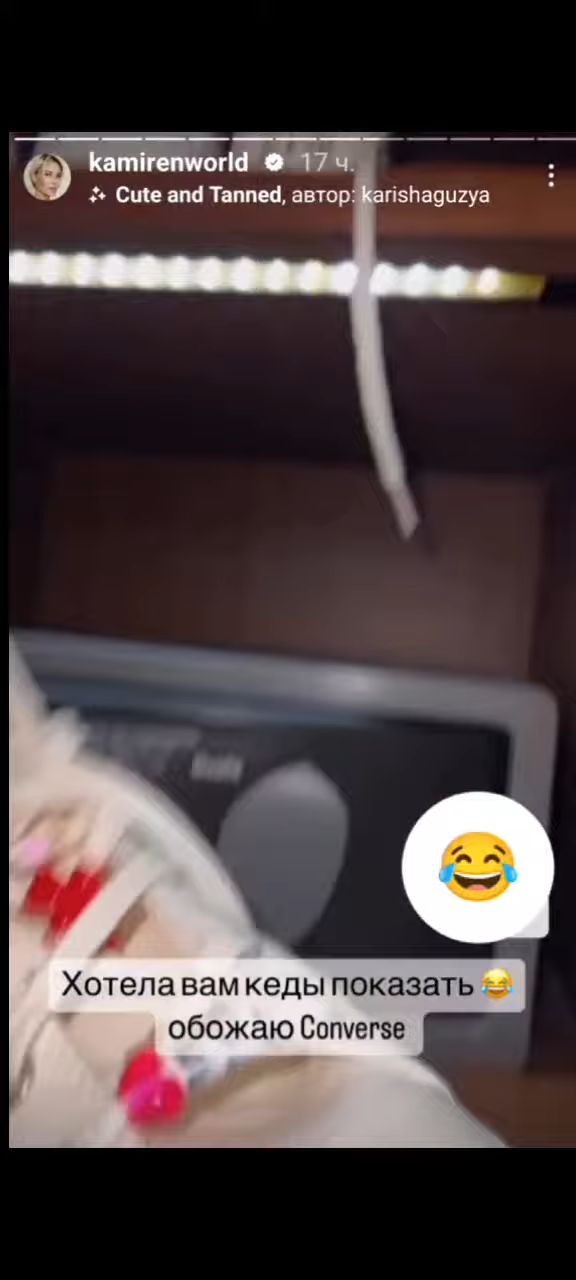 kamirenworld 17 ч.
Cute and Tanned, автор: karishaguzya
Хотела вам кеды показать 😂
обожаю Converse